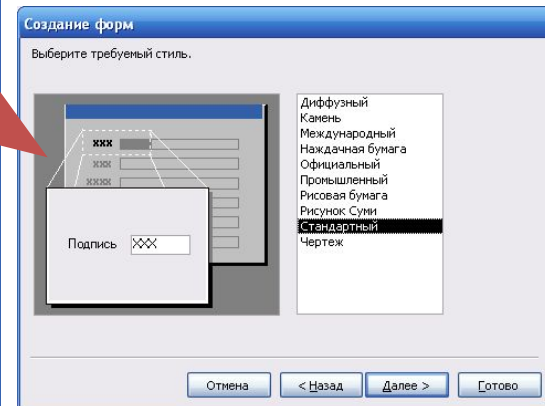 Создание форм
Выберите требуемый стиль.
xxx
xxx
xxxx
Подпись XXX
Диффузный
Камень
Международный
Наждачная бумага
Официальный
Промышленный
Рисовая бумага
Рисунок Суми
Стандартный
Чертеж
Отмена
< Назад
Далее >
Готово